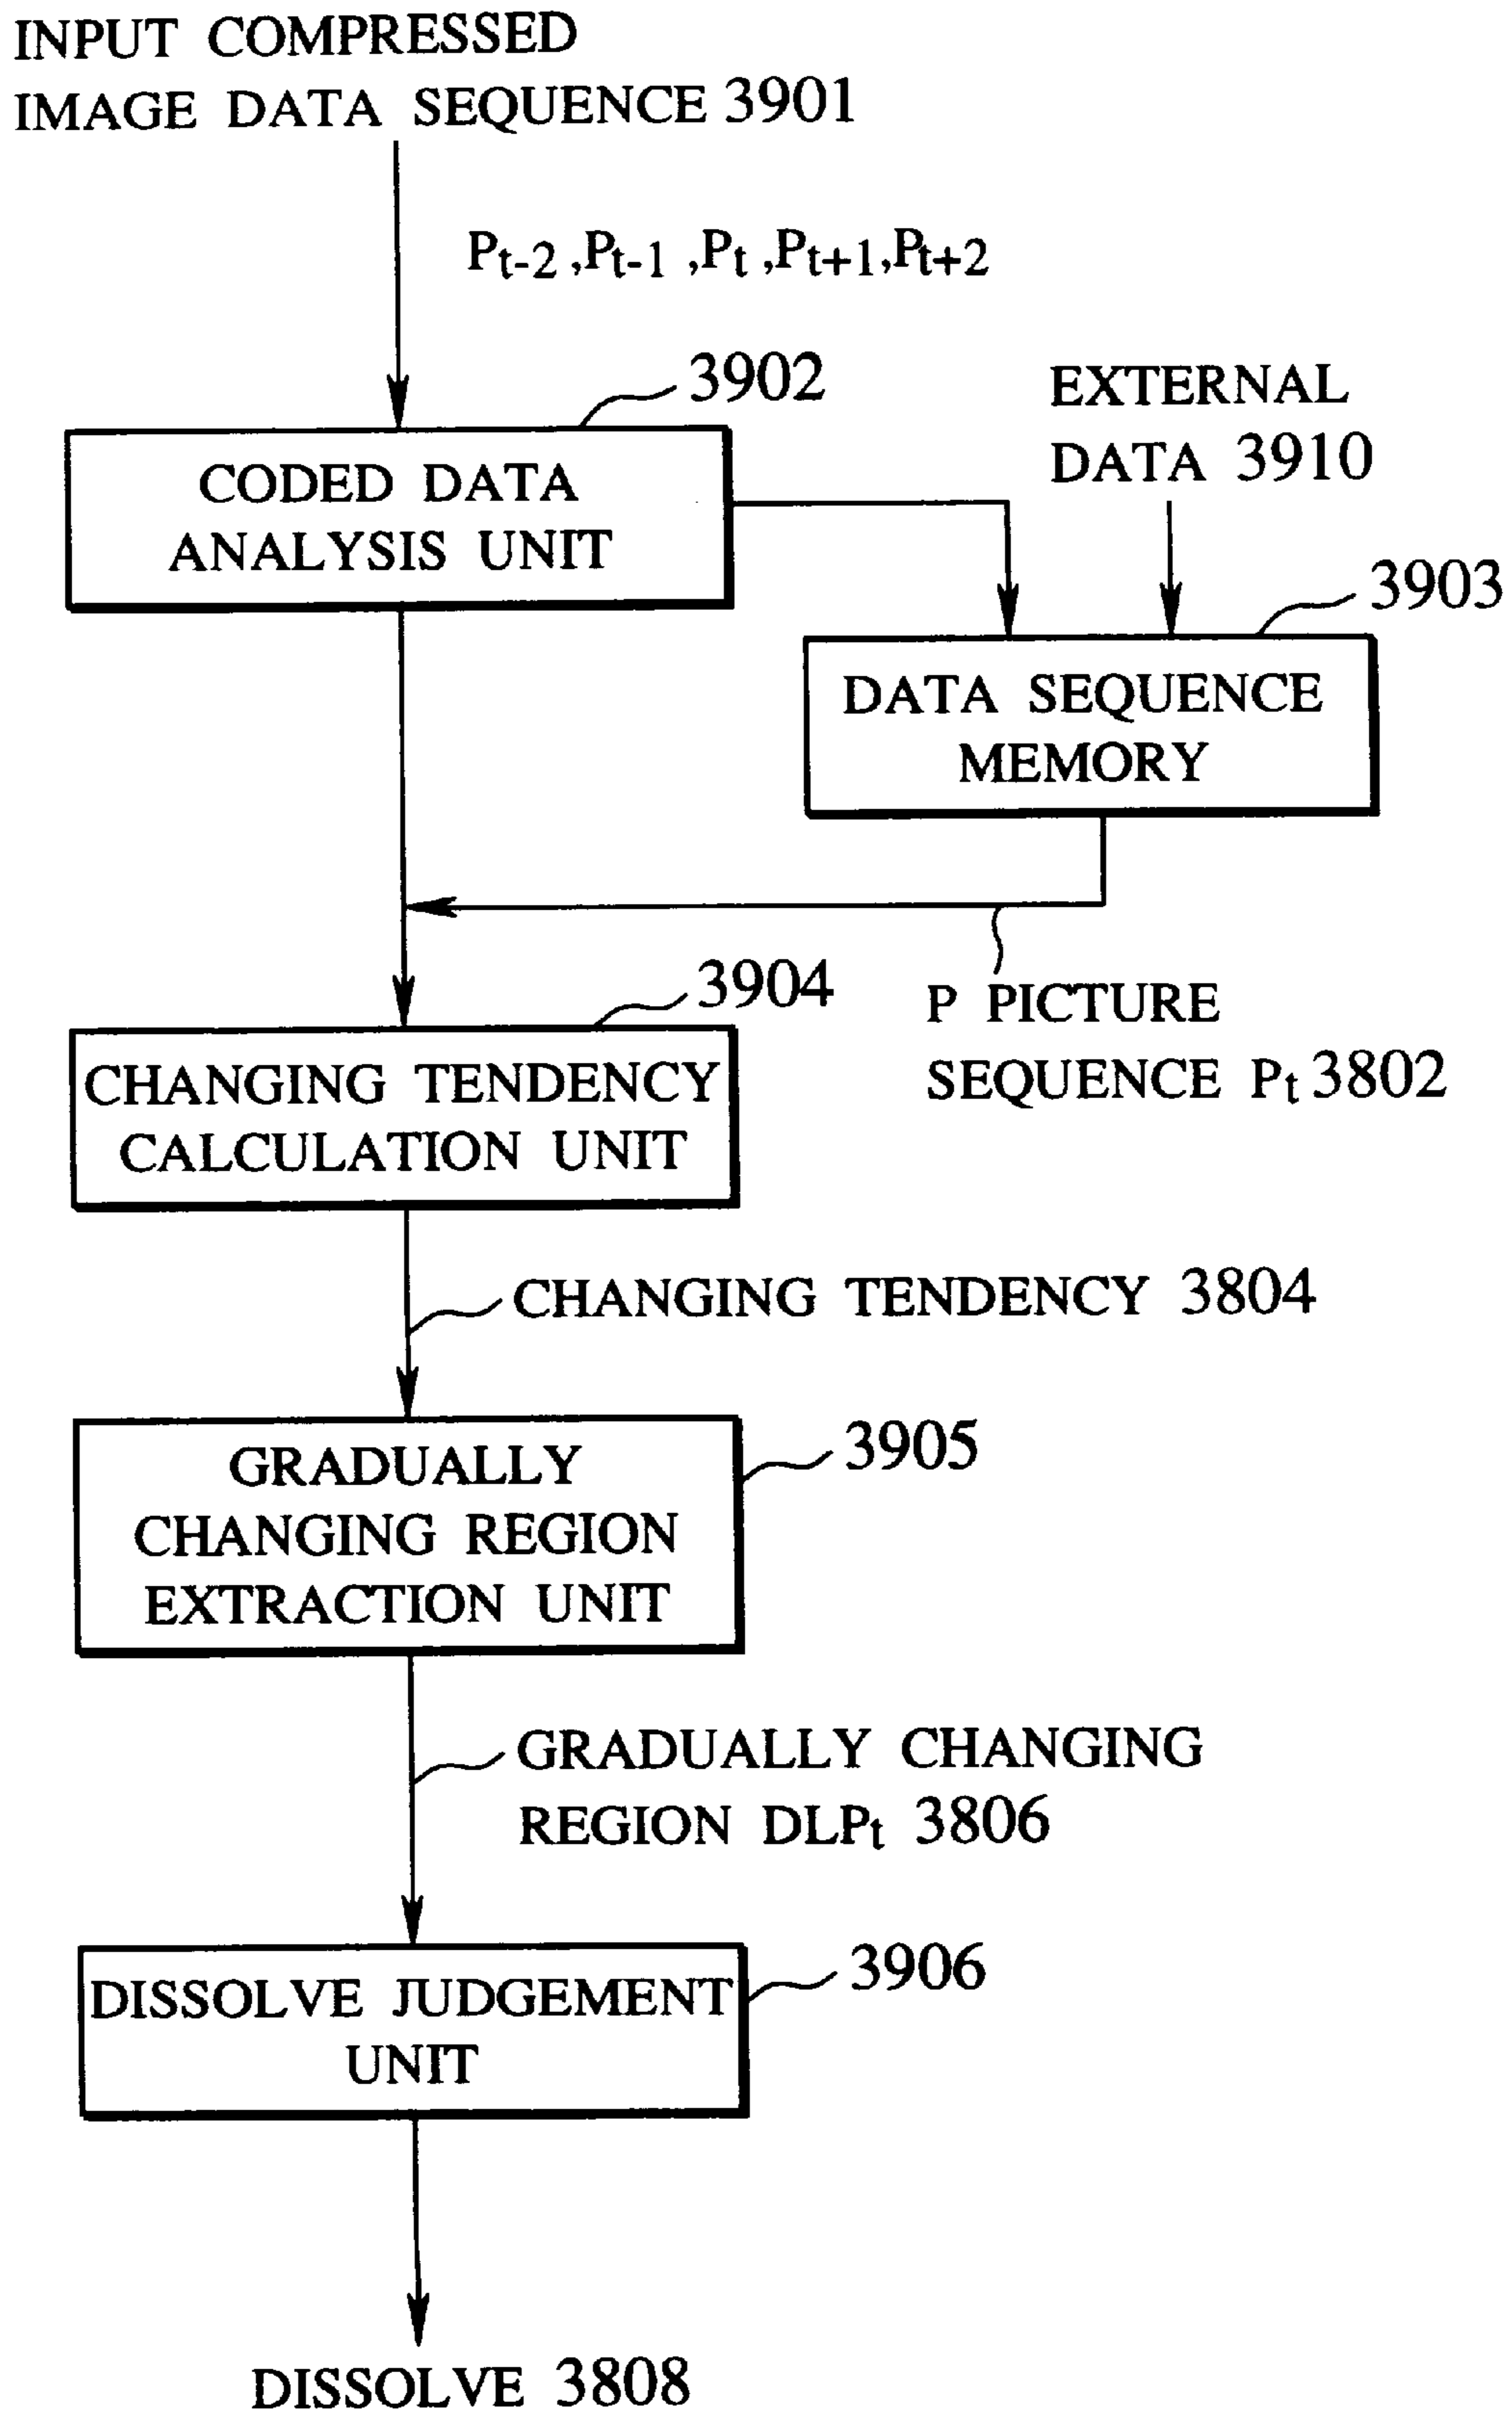 INPUT COMPRESSED
IMAGE DATA SEQUENCE 3901
Pt-2 ,Pt-1 ,Pt ,Pt+1,Pt+2
3902
EXTERNAL
DATA 3910
CODED DATA
ANALYSIS UNIT
3903
DATA SEQUENCE
MEMORY
3904
P PICTURE
SEQUENCE Pt 3802
CHANGING TENDENCY
CALCULATION UNIT
CHANGING TENDENCY 3804
GRADUALLY
CHANGING REGION
EXTRACTION UNIT
3905
GRADUALLY CHANGING
REGION DLPt 3806
DISSOLVE JUDGEMENT
UNIT
3906
DISSOLVE 3808